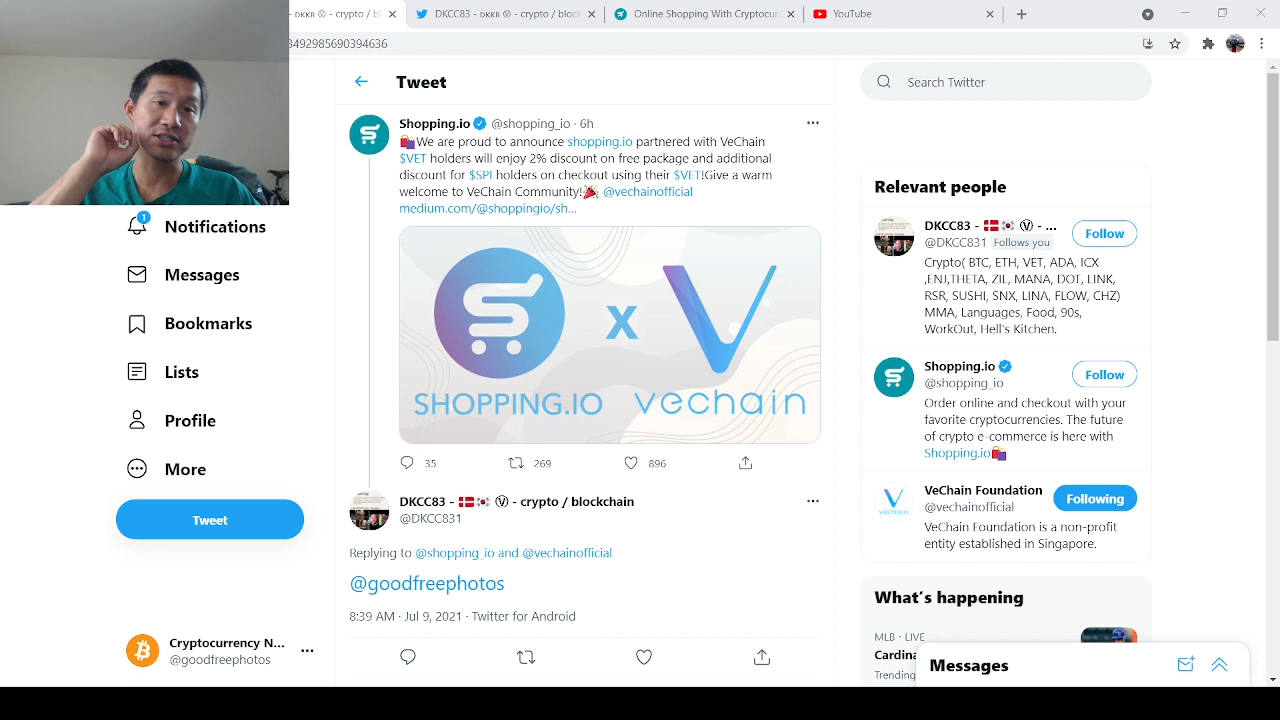 - DKKR Ⓥ - crypto / bl
DKCC83 - DKKR Ⓥ - crypto / block
Online Shopping With Cryptocur
YouTube
3492985690394636
Tweet
Search Twitter
Shopping.io @shopping_io · 6h
🛍️We are proud to announce shopping.io partnered with VeChain
$VET holders will enjoy 2% discount on free package and additional
discount for $SPI holders on checkout using their $VET!Give a warm
welcome to VeChain Community!🎉 @vechainofficial
medium.com/@shoppingio/sh...
SHOPPING.IO x vechain
35 269 896
DKCC83 - 🇩🇰🇰🇷 Ⓥ - crypto / blockchain
@DKCC831
Replying to @shopping_io and @vechainofficial
@goodfreephotos
8:39 AM · Jul 9, 2021 · Twitter for Android
1
Notifications
Messages
Bookmarks
Lists
Profile
More
Tweet
Cryptocurrency N...
@goodfreephotos
Relevant people
DKCC83 - 🇩🇰🇰🇷 Ⓥ - ...
@DKCC831 Follows you
Follow
Crypto( BTC, ETH, VET, ADA, ICX
,ENJ,THETA, ZIL, MANA, DOT, LINK,
RSR, SUSHI, SNX, LINA, FLOW, CHZ)
MMA, Languages, Food, 90s,
WorkOut, Hell's Kitchen.
Shopping.io
@shopping_io
Follow
Order online and checkout with your
favorite cryptocurrencies. The future
of crypto e-commerce is here with
Shopping.io🛍️
VeChain Foundation
@vechainofficial
Following
VeChain Foundation is a non-profit
entity established in Singapore.
What's happening
MLB · LIVE
Cardina
Trending
Messages